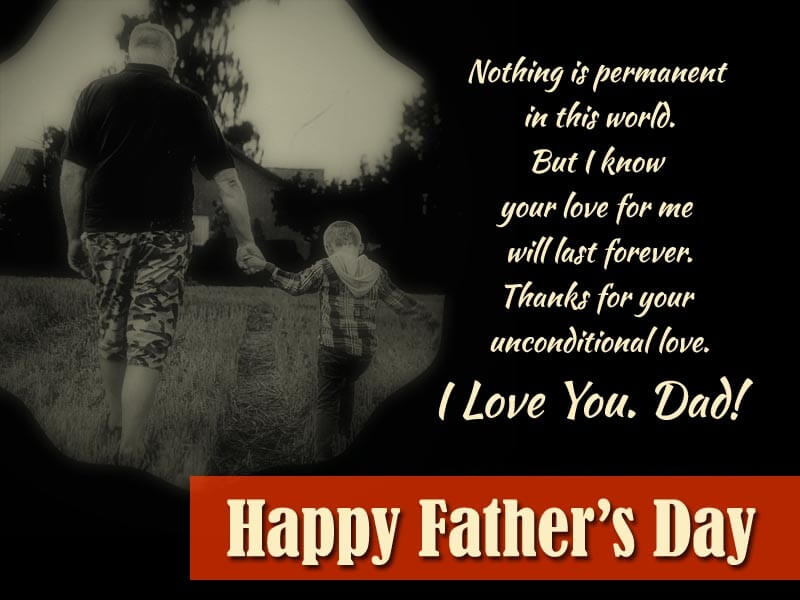 Nothing is permanent
in this world.
But I know
your love for me
will last forever.
Thanks for your
unconditional love.
I Love You. Dad!
Happy Father's Day